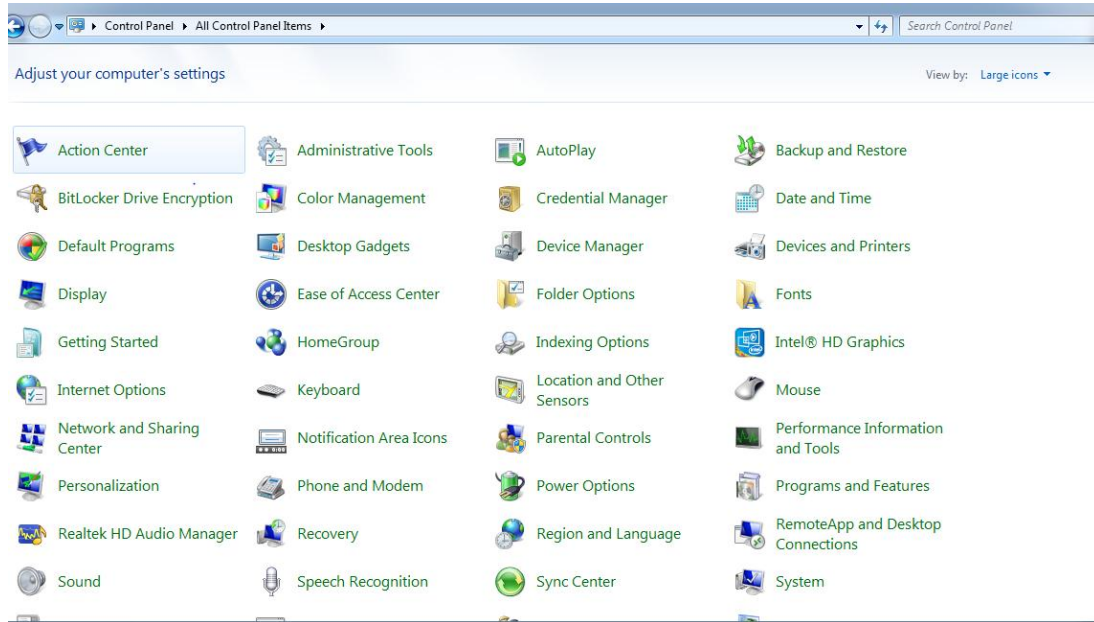 Control Panel All Control Panel Items Search Control Panel
Adjust your computer's settings View by: Large icons
Action Center Administrative Tools AutoPlay Backup and Restore
BitLocker Drive Encryption Color Management Credential Manager Date and Time
Default Programs Desktop Gadgets Device Manager Devices and Printers
Display Ease of Access Center Folder Options Fonts
Getting Started HomeGroup Indexing Options Intel® HD Graphics
Internet Options Keyboard Location and Other Sensors Mouse
Network and Sharing Center Notification Area Icons Parental Controls Performance Information and Tools
Personalization Phone and Modem Power Options Programs and Features
Realtek HD Audio Manager Recovery Region and Language RemoteApp and Desktop Connections
Sound Speech Recognition Sync Center System